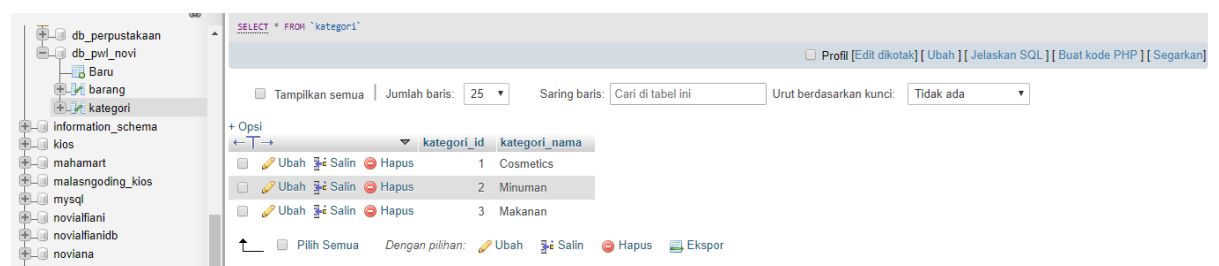 db_perpustakaan
db_pwl_novi
Baru
barang
kategori
information_schema
kios
mahamart
malasngoding_kios
mysql
novialfiani
novialfianidb
noviana
SELECT * FROM `kategori`
Profil [Edit dikotak] [ Ubah ] [ Jelaskan SQL ] [ Buat kode PHP ] [ Segarkan]
Tampilkan semua | Jumlah baris: 25 Saring baris: Cari di tabel ini Urut berdasarkan kunci: Tidak ada
+ Opsi
←T→ kategori_id kategori_nama
Ubah Salin Hapus 1 Cosmetics
Ubah Salin Hapus 2 Minuman
Ubah Salin Hapus 3 Makanan
Pilih Semua Dengan pilihan: Ubah Salin Hapus Ekspor